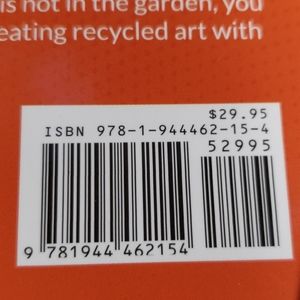 is not in the garden, you
eating recycled art with
$29.95
ISBN 978-1-944462-15-4
52995
9 781944 462154